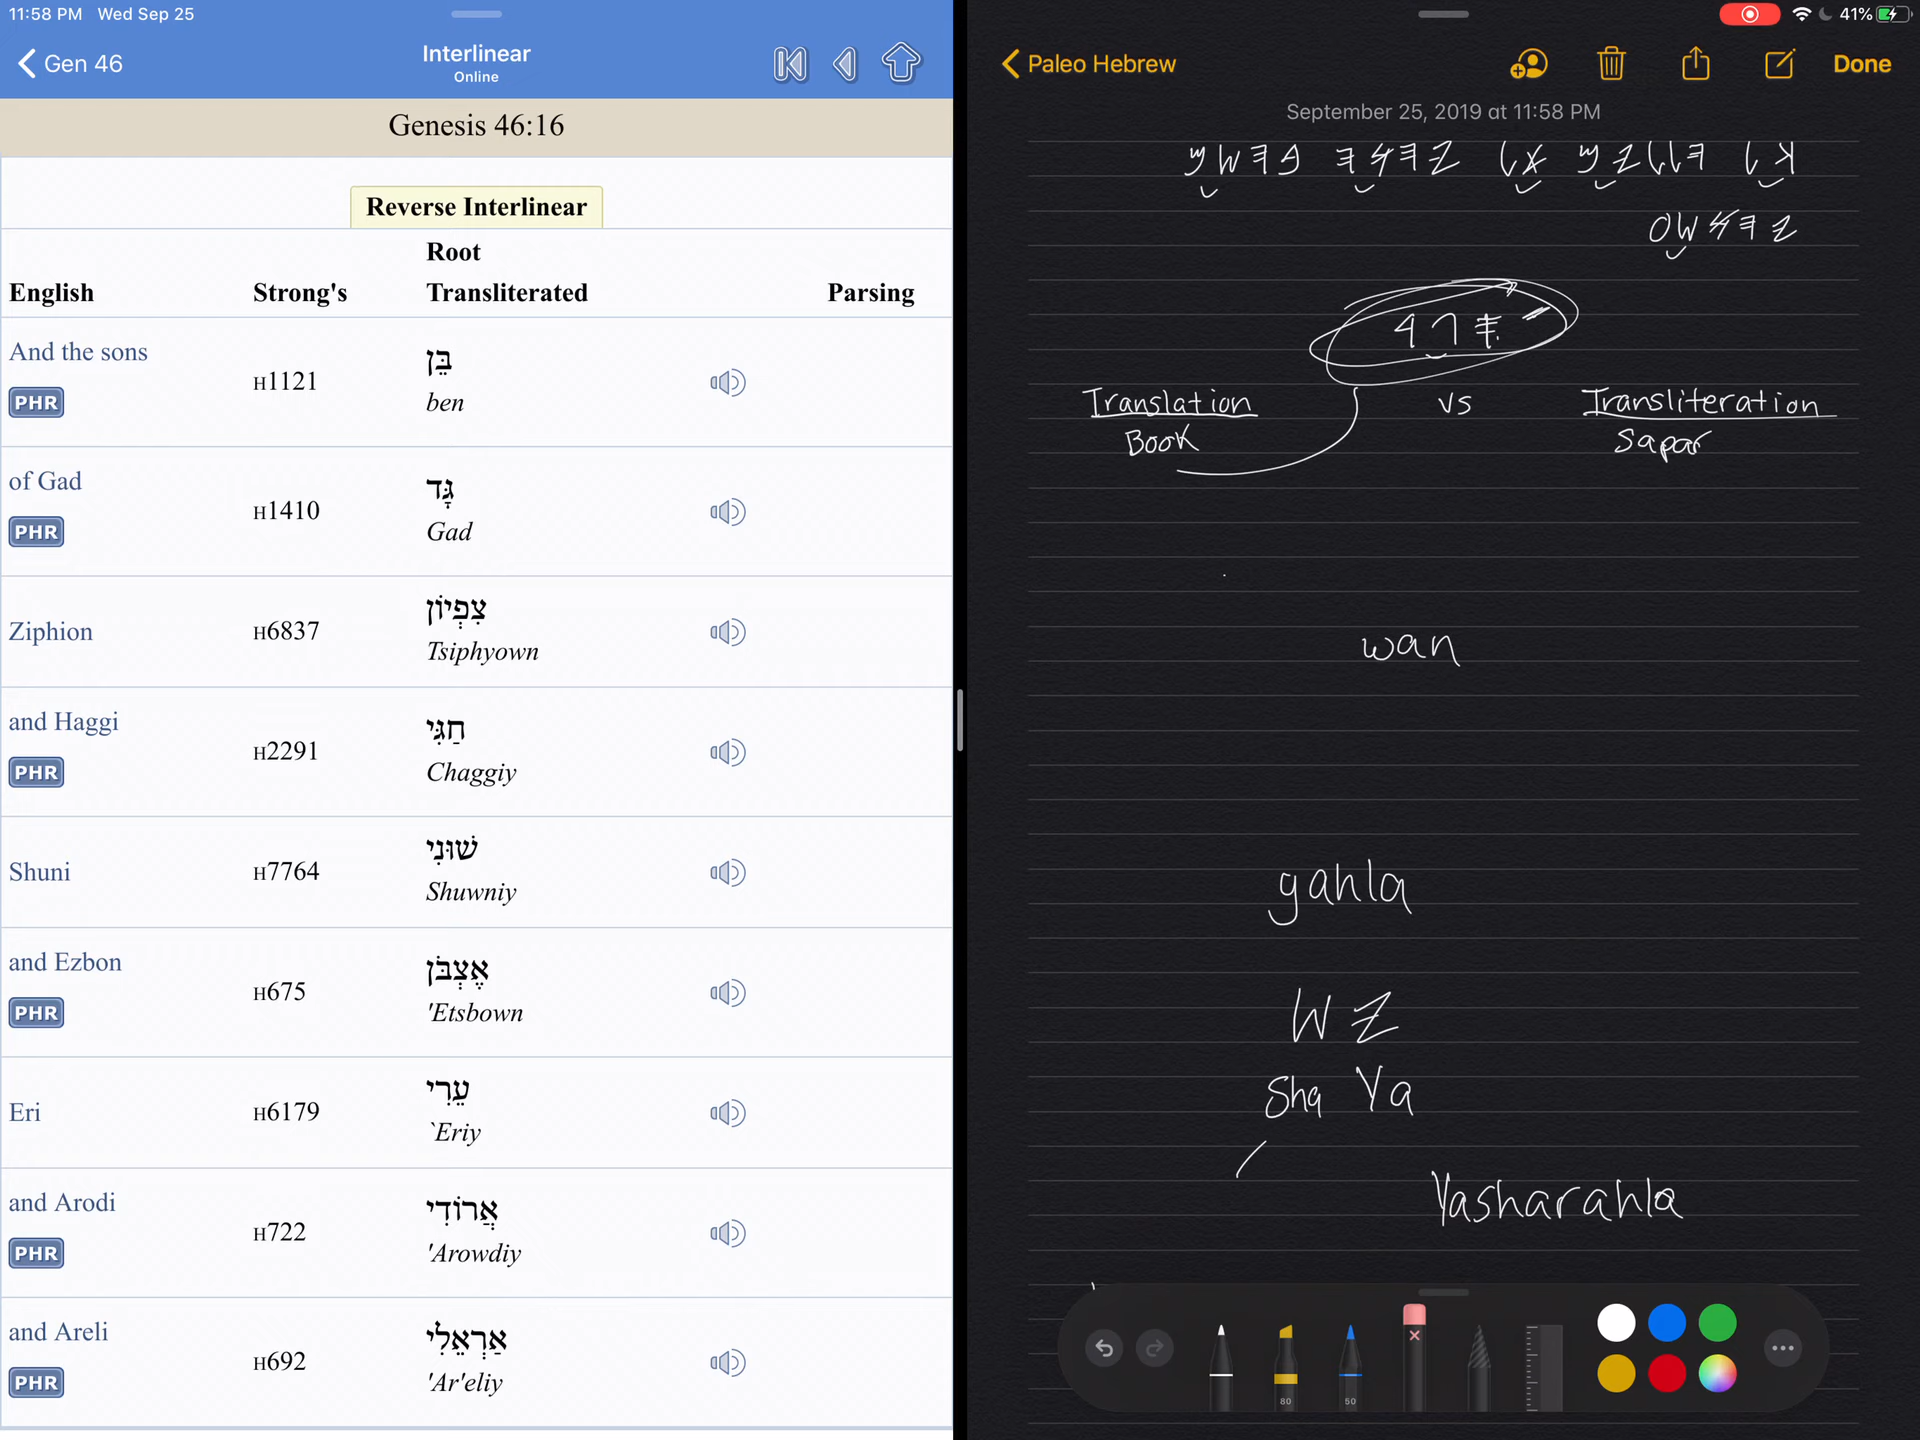 11:58 PM Wed Sep 25
Gen 46
Interlinear
Online
Genesis 46:16
Reverse Interlinear
English Strong's Root Transliterated Parsing
And the sons PHR H1121 בֵּן ben
of Gad PHR H1410 גָּד Gad
Ziphion H6837 צִפְיוֹן Tsiphyown
and Haggi PHR H2291 חַגִּי Chaggiy
Shuni H7764 שׁוּנִי Shuwniy
and Ezbon PHR H675 אֶצְבֹּן 'Etsbown
Eri H6179 עֵרִי `Eriy
and Arodi PHR H722 אֲרוֹדִי 'Arowdiy
and Areli PHR H692 אַרְאֵלִי 'Ar'eliy
41%
Paleo Hebrew
Done
September 25, 2019 at 11:58 PM
Translation vs Transliteration
Book Sapar
wan
gahla
W Z
Sha Ya
Yasharahla
80 50